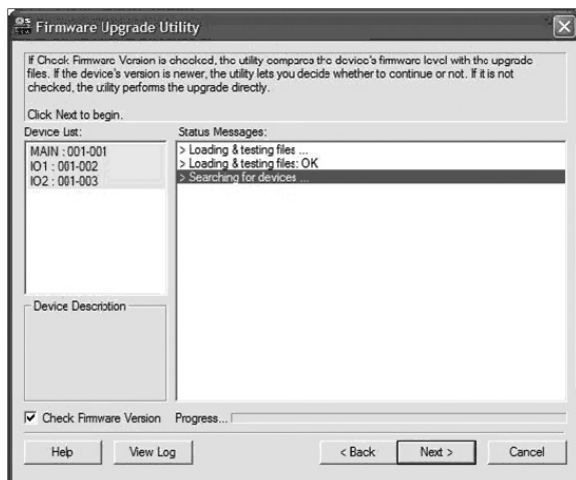 Firmware Upgrade Utility
If Check Firmware Version is checked, the utility compares the device's firmware level with the upgrade
files. If the device's version is newer, the utility lets you decide whether to continue or not. If it is not
checked, the utility performs the upgrade directly.
Click Next to begin.
Device List:
MAIN : 001-001
IO1 : 001-002
IO2 : 001-003
Status Messages:
> Loading & testing files ...
> Loading & testing files: OK
> Searching for devices ...
Device Description
Check Firmware Version
Progress...
Help
View Log
< Back
Next >
Cancel